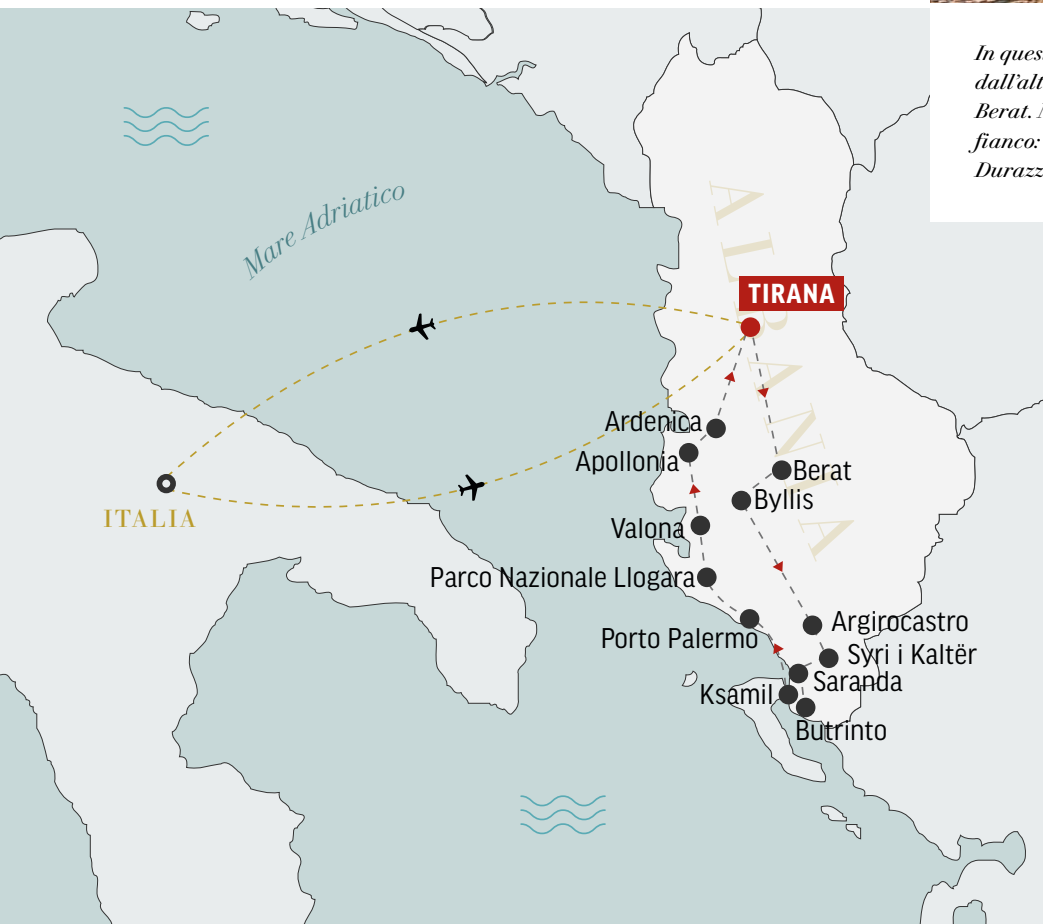 In ques
dall'alt
Berat.
fianco:
Durazz
Mare Adriatico
ALBANIA
TIRANA
ITALIA
Ardenica
Apollonia
Berat
Byllis
Valona
Parco Nazionale Llogara
Porto Palermo
Argirocastro
Syri i Kaltër
Saranda
Ksamil
Butrinto